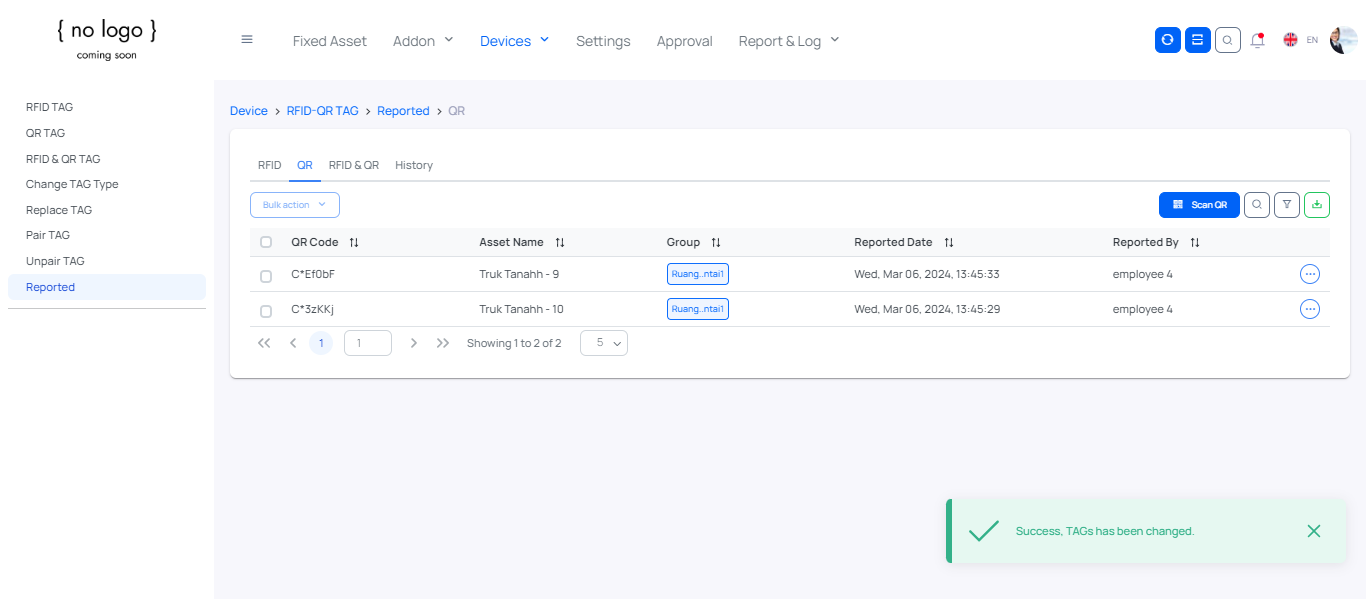 { no logo }
coming soon
Fixed Asset Addon Devices Settings Approval Report & Log EN
RFID TAG
QR TAG
RFID & QR TAG
Change TAG Type
Replace TAG
Pair TAG
Unpair TAG
Reported
Device > RFID-QR TAG > Reported > QR
RFID QR RFID & QR History
Bulk action Scan QR
QR Code Asset Name Group Reported Date Reported By
C*Ef0bF Truk Tanahh - 9 Ruang..ntai1 Wed, Mar 06, 2024, 13:45:33 employee 4
C*3zKKj Truk Tanahh - 10 Ruang..ntai1 Wed, Mar 06, 2024, 13:45:29 employee 4
1 1 Showing 1 to 2 of 2 5
Success, TAGs has been changed.